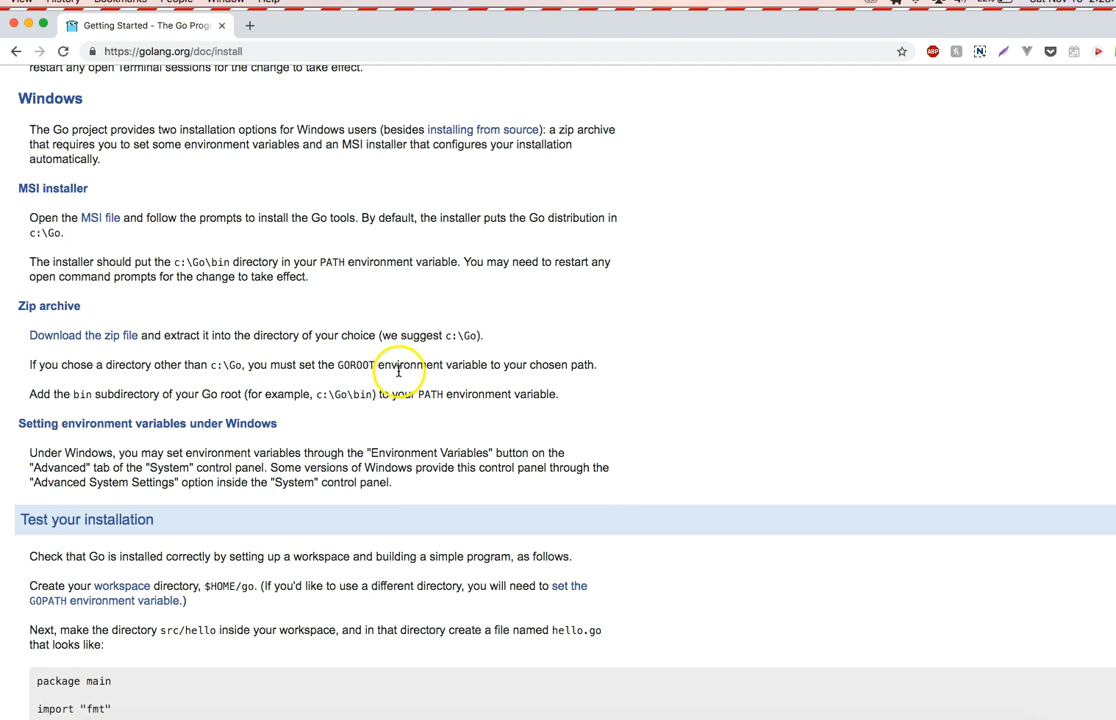 View History Bookmarks People Window Help
Getting Started - The Go Prog
https://golang.org/doc/install
ABP N
restart any open Terminal sessions for the change to take effect.
Windows
The Go project provides two installation options for Windows users (besides installing from source): a zip archive
that requires you to set some environment variables and an MSI installer that configures your installation
automatically.
MSI installer
Open the MSI file and follow the prompts to install the Go tools. By default, the installer puts the Go distribution in
c:\Go.
The installer should put the c:\Go\bin directory in your PATH environment variable. You may need to restart any
open command prompts for the change to take effect.
Zip archive
Download the zip file and extract it into the directory of your choice (we suggest c:\Go).
If you chose a directory other than c:\Go, you must set the GOROOT environment variable to your chosen path.
Add the bin subdirectory of your Go root (for example, c:\Go\bin) to your PATH environment variable.
Setting environment variables under Windows
Under Windows, you may set environment variables through the "Environment Variables" button on the
"Advanced" tab of the "System" control panel. Some versions of Windows provide this control panel through the
"Advanced System Settings" option inside the "System" control panel.
Test your installation
Check that Go is installed correctly by setting up a workspace and building a simple program, as follows.
Create your workspace directory, $HOME/go. (If you'd like to use a different directory, you will need to set the
GOPATH environment variable.)
Next, make the directory src/hello inside your workspace, and in that directory create a file named hello.go
that looks like:
package main
import "fmt"